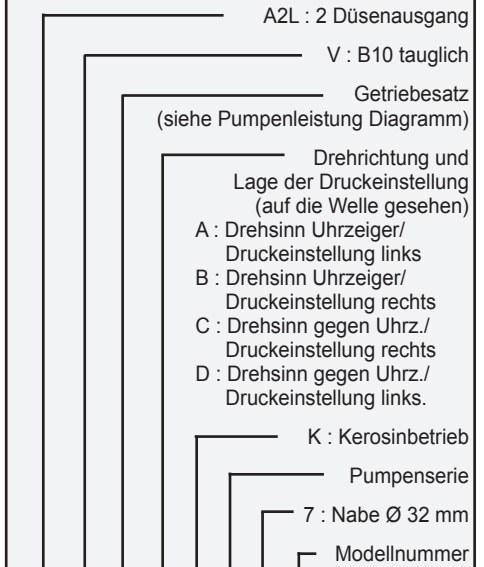 A2L : 2 Düsenausgang
V : B10 tauglich
Getriebesatz
(siehe Pumpenleistung Diagramm)
Drehrichtung und
Lage der Druckeinstellung
(auf die Welle gesehen)
A : Drehsinn Uhrzeiger/
Druckeinstellung links
B : Drehsinn Uhrzeiger/
Druckeinstellung rechts
C : Drehsinn gegen Uhrz./
Druckeinstellung rechts
D : Drehsinn gegen Uhrz./
Druckeinstellung links.
K : Kerosinbetrieb
Pumpenserie
7 : Nabe Ø 32 mm
Modellnummer